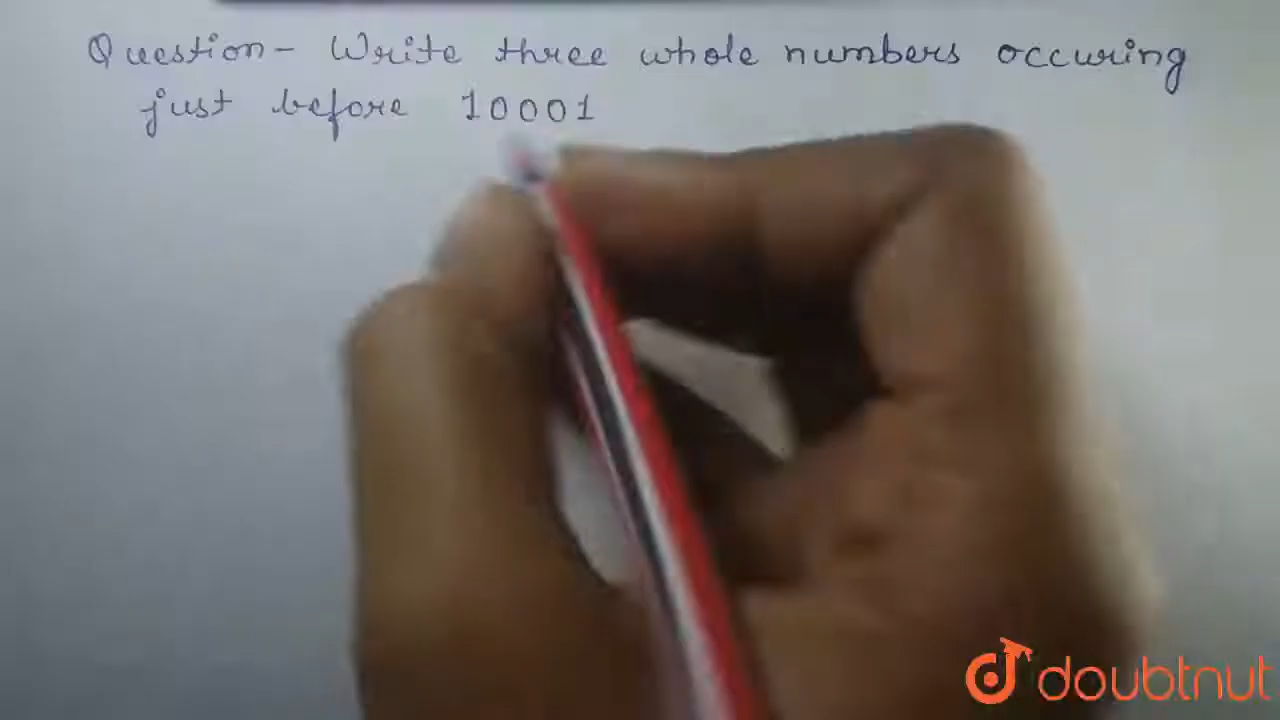 Question- Write three whole numbers occuring
just before 10001
doubtnut